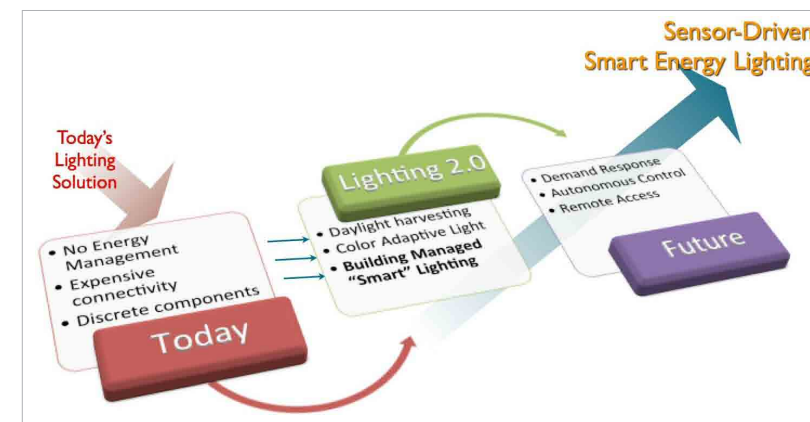 Sensor-Driven
Smart Energy Lighting
Today's
Lighting
Solution
• No Energy
Management
• Expensive
connectivity
• Discrete components
Today
Lighting 2.0
• Daylight harvesting
• Color Adaptive Light
• Building Managed
"Smart" Lighting
• Demand Response
• Autonomous Control
• Remote Access
Future